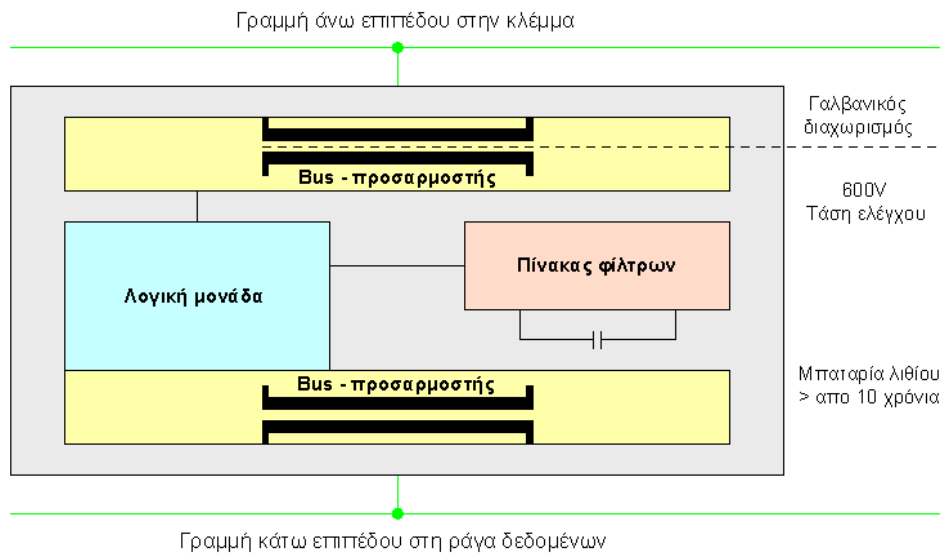 Γραμμή άνω επιπέδου στην κλέμμα
Γαλβανικός
διαχωρισμός
Bus - προσαρμοστής
600V
Τάση ελέγχου
Λογική μονάδα
Πίνακας φίλτρων
Bus - προσαρμοστής
Μπαταρία λιθίου
> απο 10 χρόνια
Γραμμή κάτω επιπέδου στη ράγα δεδομένων